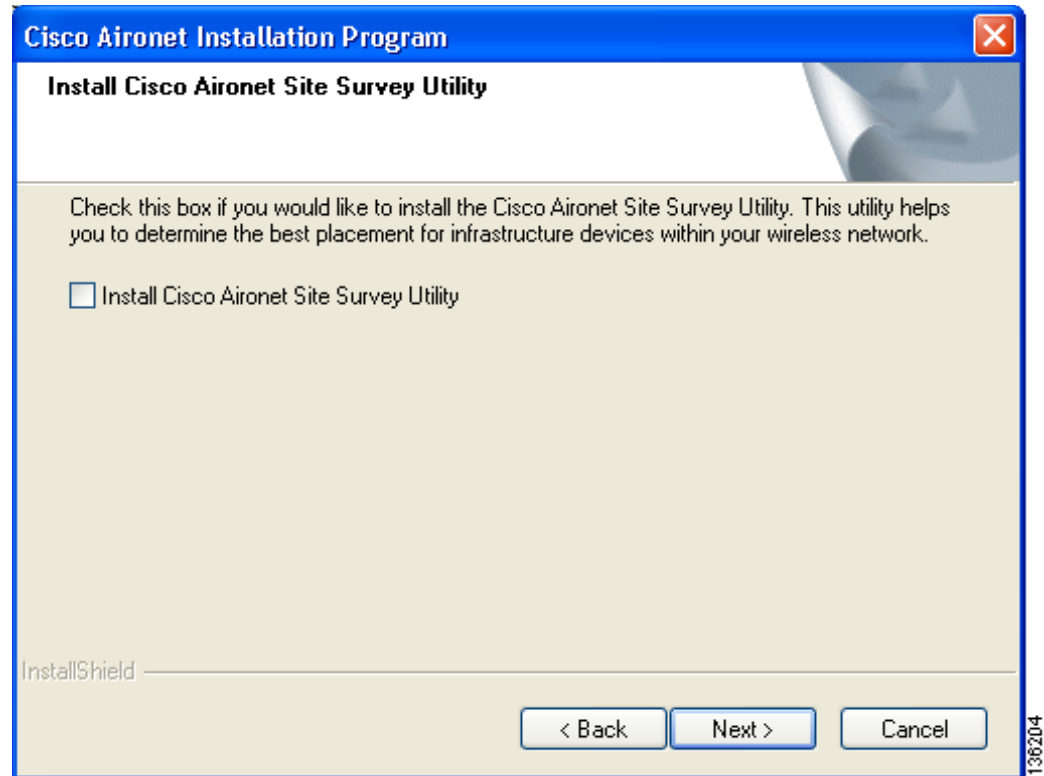 Cisco Aironet Installation Program
Install Cisco Aironet Site Survey Utility
Check this box if you would like to install the Cisco Aironet Site Survey Utility. This utility helps
you to determine the best placement for infrastructure devices within your wireless network.
Install Cisco Aironet Site Survey Utility
InstallShield
< Back
Next >
Cancel
136204